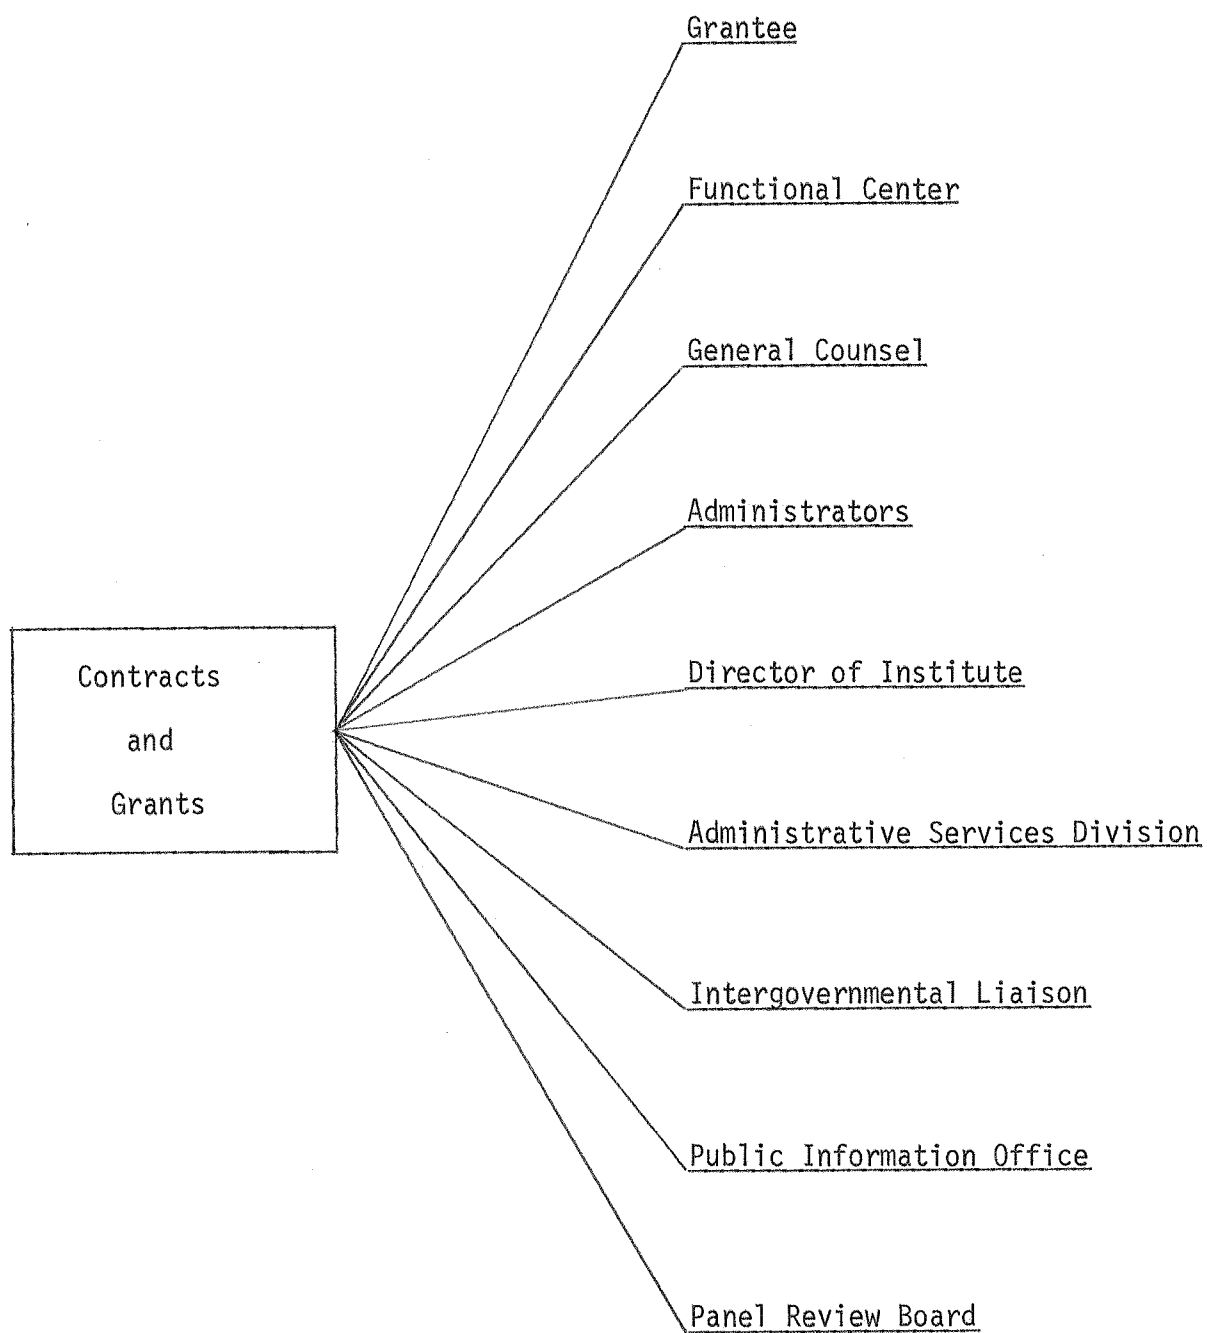 Grantee
Functional Center
General Counsel
Administrators
Contracts
and
Grants
Director of Institute
Administrative Services Division
Intergovernmental Liaison
Public Information Office
Panel Review Board